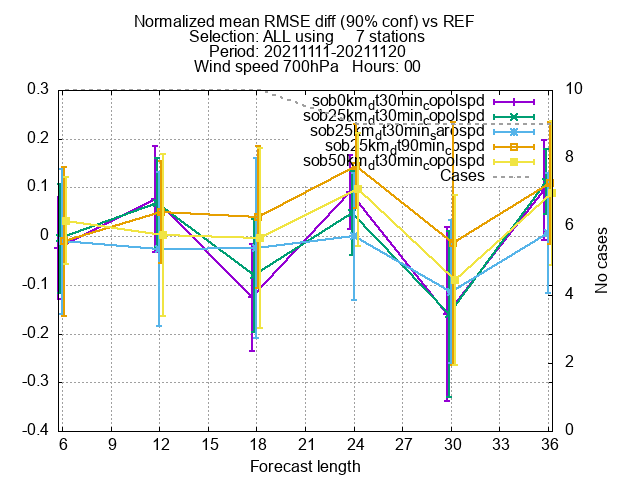 Normalized mean RMSE diff (90% conf) vs REF
Selection: ALL using 7 stations
Period: 20211111-20211120
Wind speed 700hPa Hours: 00
sob0km_dt30min_copolspd
sob25km_dt30min_copolspd
sob25km_dt30min_sarospd
sob25km_dt90min_cospd
sob50km_dt30min_copolspd
Cases
0.3
0.2
0.1
0
-0.1
-0.2
-0.3
-0.4
10
8
6
4
2
0
No cases
6 9 12 15 18 21 24 27 30 33 36
Forecast length